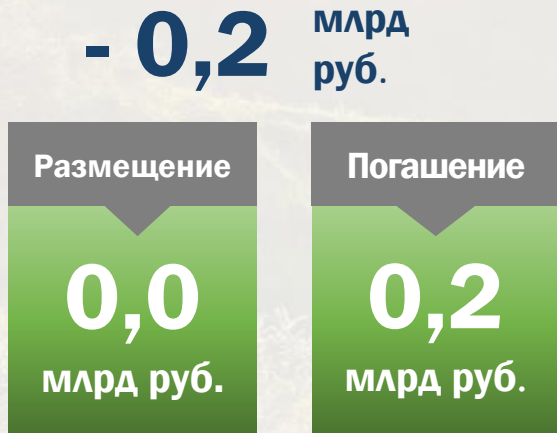 - 0,2 млрд
руб.
Размещение
Погашение
0,0
млрд руб.
0,2
млрд руб.